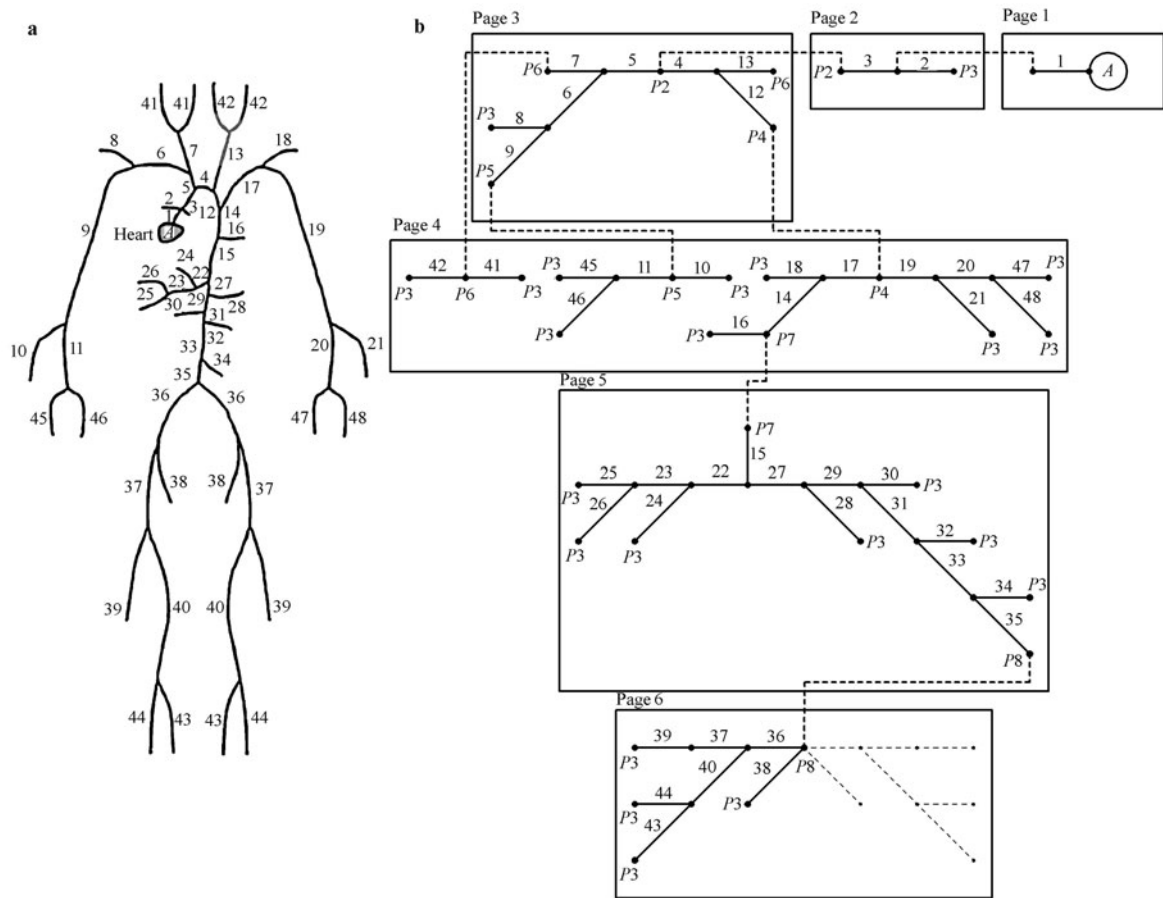 a
41 41 42 42
8 18
7 13
6 17
4
5
2 3 12 14
1
9 Heart A 16 19
24 15
26 23 22 27
25 30 29 28
31
32
10 11 33 34 20 21
35
36 36
45 46 47 48
37 38 38 37
39 40 40 39
44 43 43 44
b
Page 3 Page 2 Page 1
P6 7 5 P2 4 13 P6
6 12
P3 8 P4
9
P5
P2 3 2 P3
1 A
Page 4
42 41 P3 45 11 10 P3 18 17 19 20 47 P3
P3 P6 P3 46 P5 P3 14 P4 21 48
P3 P3 16 P7 P3 P3
Page 5
P7
15
25 23 22 27 29 30
P3 26 24 28 31 P3
P3 P3 P3 32 P3
33
34 P3
35
P8
Page 6
39 37 36
P3 40 38 P8
44 P3
P3 43
P3